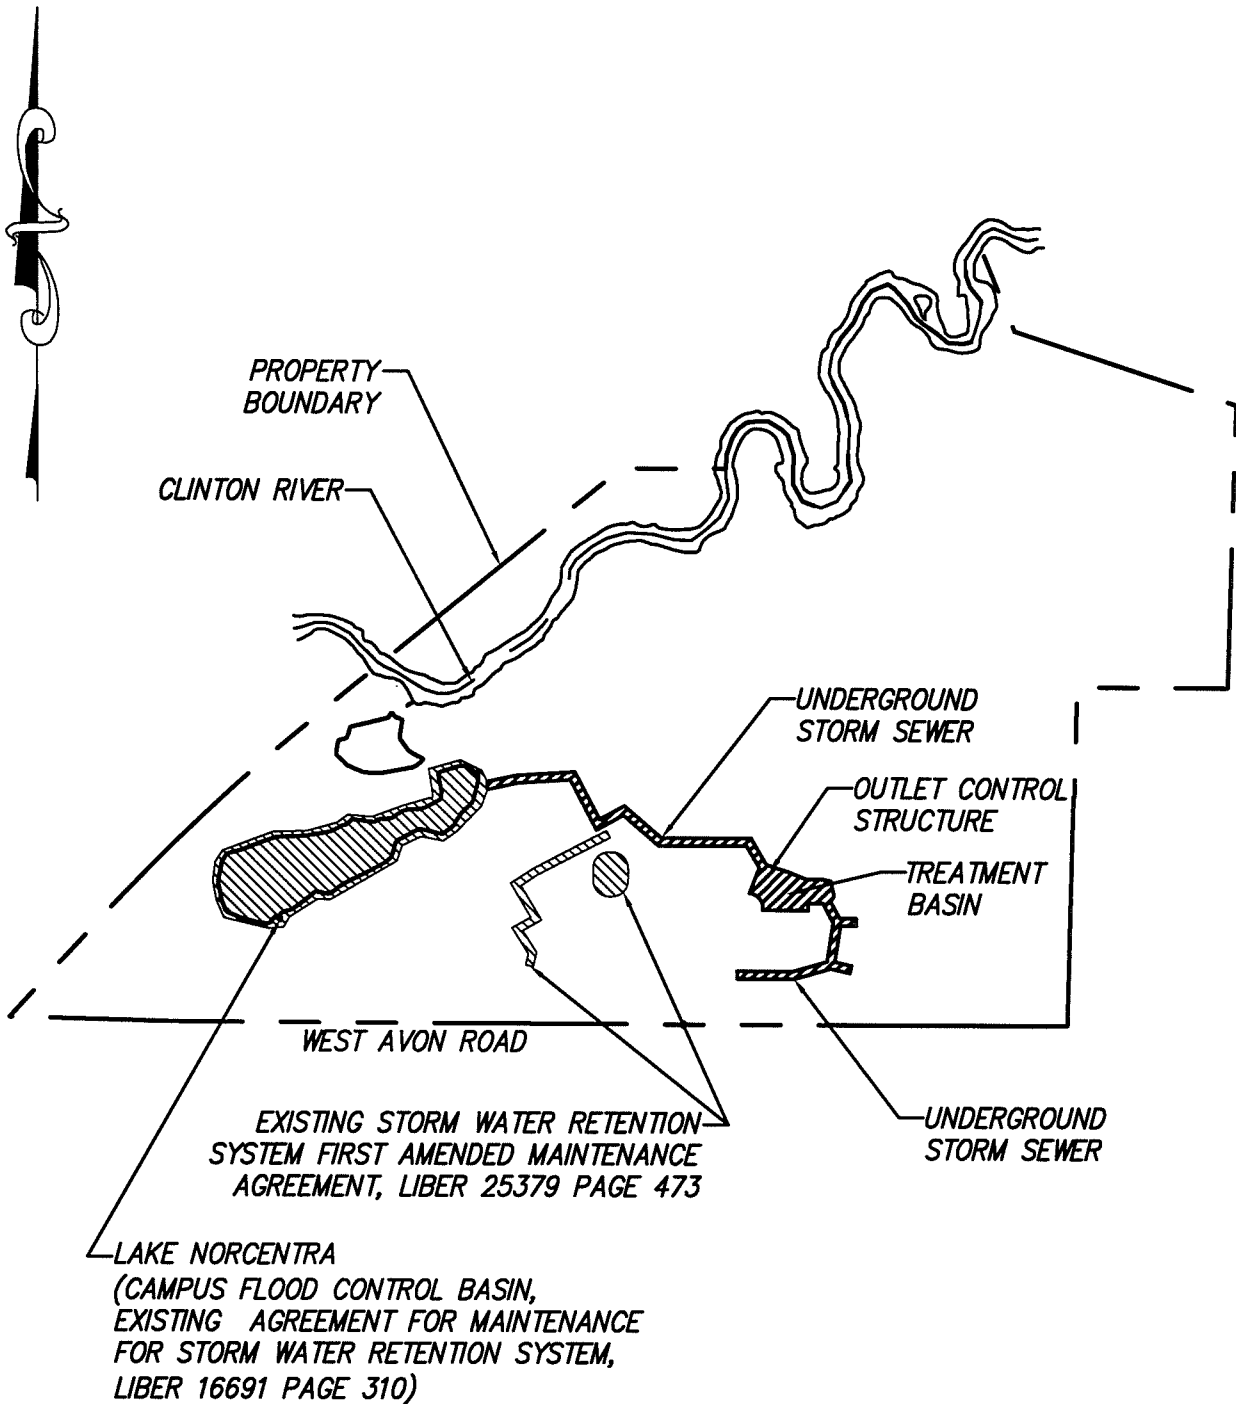 PROPERTY
BOUNDARY
CLINTON RIVER
UNDERGROUND
STORM SEWER
OUTLET CONTROL
STRUCTURE
TREATMENT
BASIN
WEST AVON ROAD
EXISTING STORM WATER RETENTION
SYSTEM FIRST AMENDED MAINTENANCE
AGREEMENT, LIBER 25379 PAGE 473
UNDERGROUND
STORM SEWER
LAKE NORCENTRA
(CAMPUS FLOOD CONTROL BASIN,
EXISTING AGREEMENT FOR MAINTENANCE
FOR STORM WATER RETENTION SYSTEM,
LIBER 16691 PAGE 310)